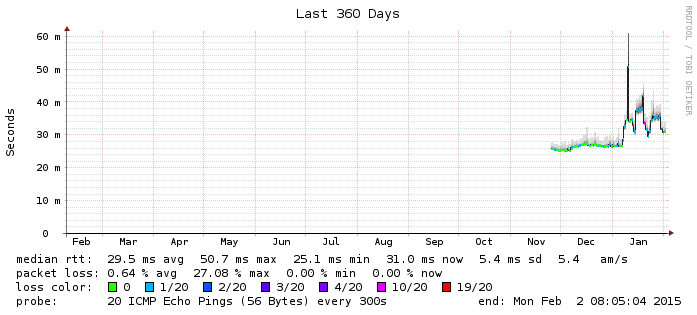 Last 360 Days
RRDTOOL / TOBI OETIKER
Seconds
60 m
50 m
40 m
30 m
20 m
10 m
0
Feb Mar Apr May Jun Jul Aug Sep Oct Nov Dec Jan
median rtt: 29.5 ms avg 50.7 ms max 25.1 ms min 31.0 ms now 5.4 ms sd 5.4 am/s
packet loss: 0.64 % avg 27.08 % max 0.00 % min 0.00 % now
loss color: 0 1/20 2/20 3/20 4/20 10/20 19/20
probe: 20 ICMP Echo Pings (56 Bytes) every 300s end: Mon Feb 2 08:05:04 2015